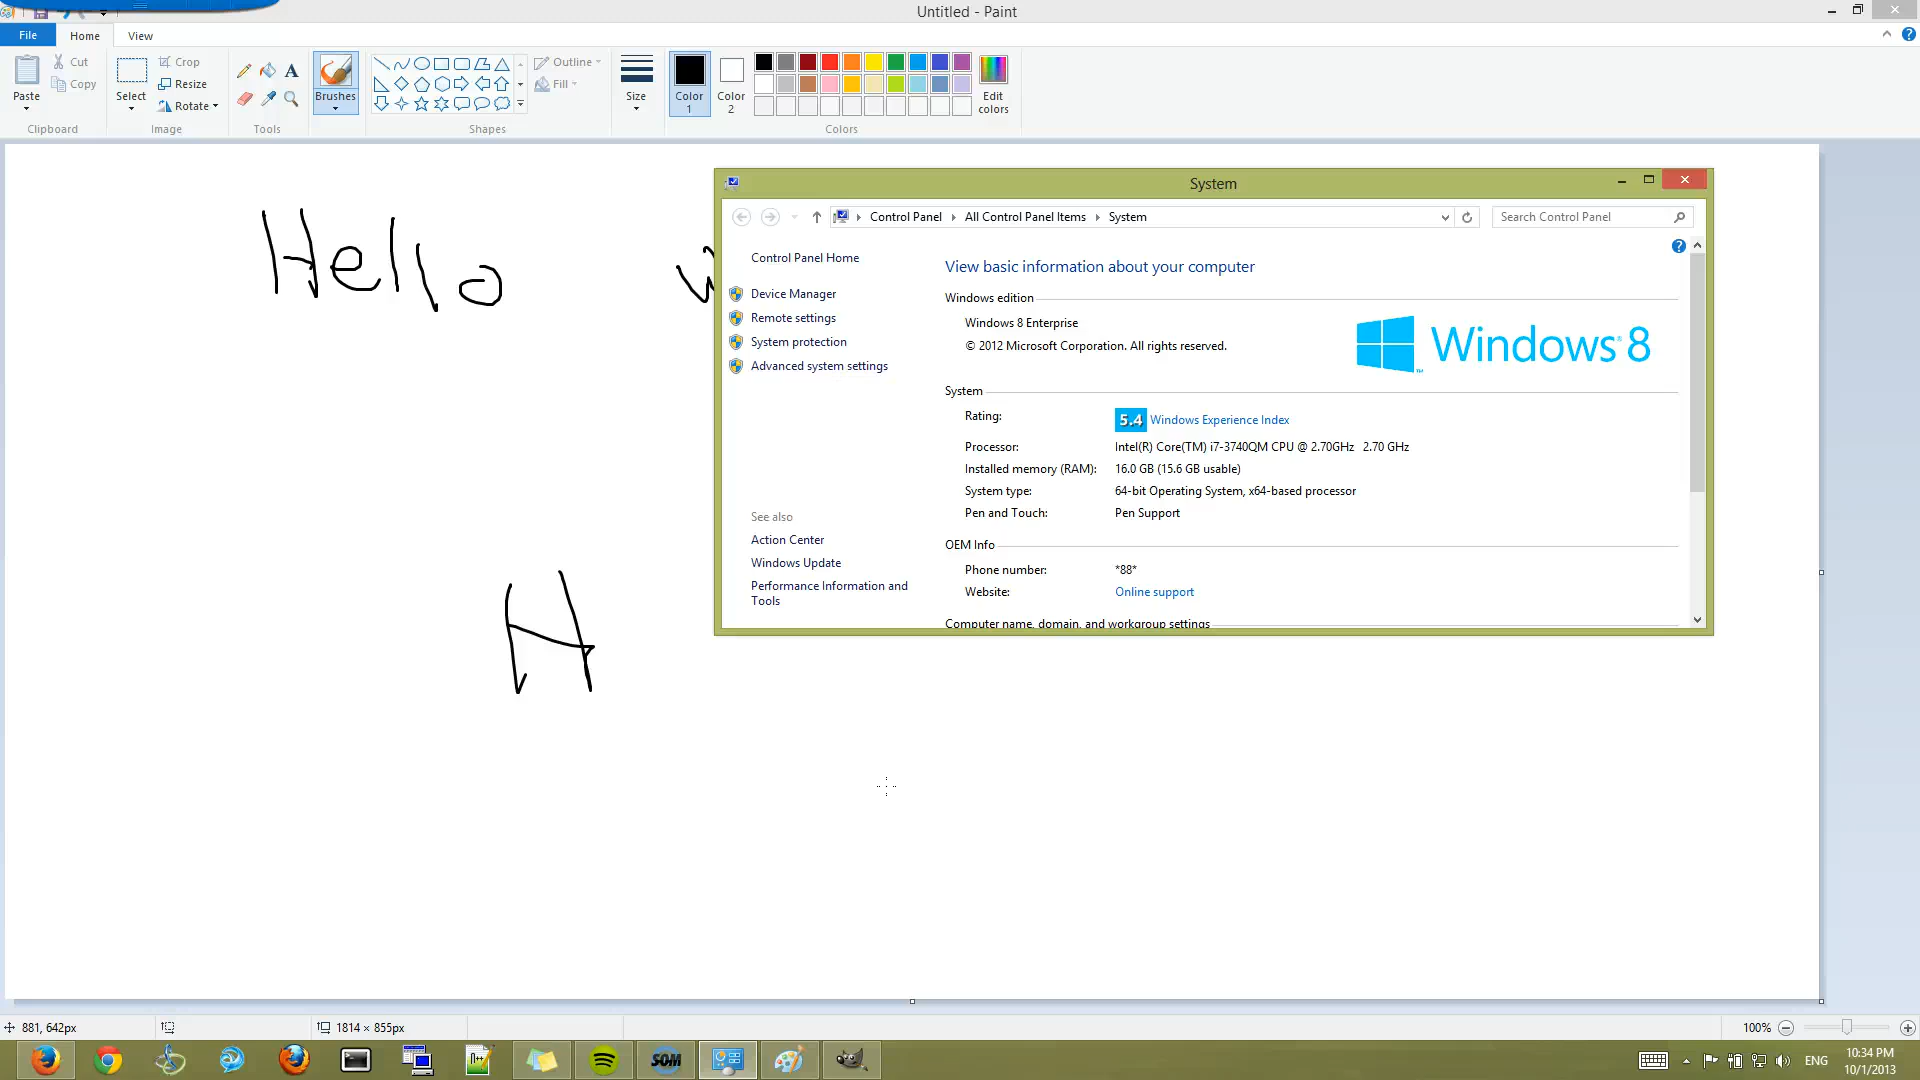 Untitled - Paint
File Home View
Paste
Cut
Copy
Clipboard
Select
Crop
Resize
Rotate
Image
Tools
Brushes
Shapes
Outline
Fill
Size
Color 1
Color 2
Edit colors
Colors
Hello w
H
System
Control Panel All Control Panel Items System
Search Control Panel
Control Panel Home
Device Manager
Remote settings
System protection
Advanced system settings
See also
Action Center
Windows Update
Performance Information and
Tools
View basic information about your computer
Windows edition
Windows 8 Enterprise
© 2012 Microsoft Corporation. All rights reserved.
Windows® 8
™
System
Rating: 5.4 Windows Experience Index
Processor: Intel(R) Core(TM) i7-3740QM CPU @ 2.70GHz 2.70 GHz
Installed memory (RAM): 16.0 GB (15.6 GB usable)
System type: 64-bit Operating System, x64-based processor
Pen and Touch: Pen Support
OEM Info
Phone number: *88*
Website: Online support
Computer name, domain, and workgroup settings
881, 642px 1814 × 855px 100%
SOM
ENG
10:34 PM
10/1/2013